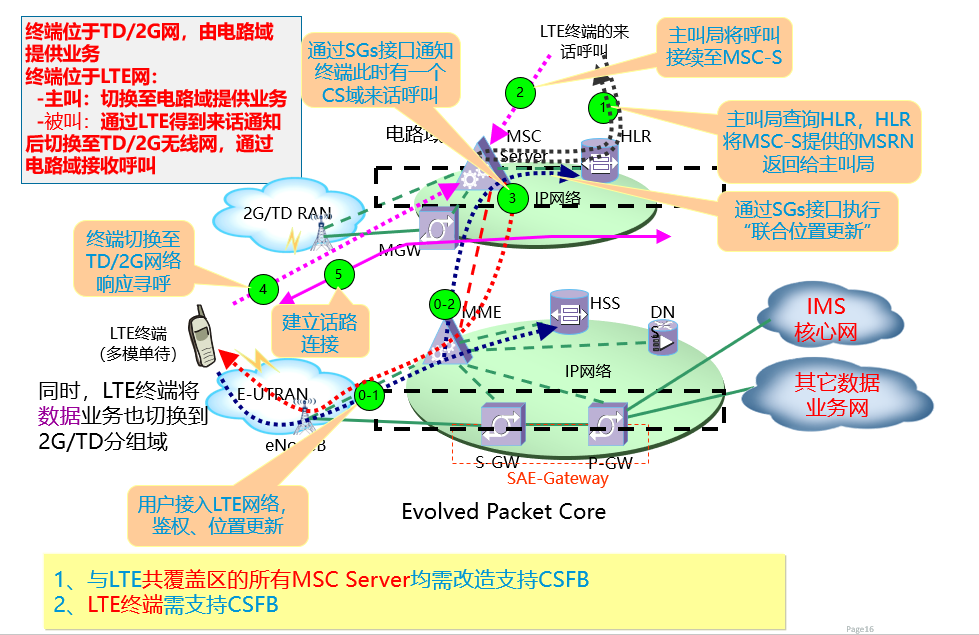 终端位于TD/2G网，由电路域
提供业务
终端位于LTE网：
-主叫：切换至电路域提供业务
-被叫：通过LTE得到来话通知
后切换至TD/2G无线网，通过
电路域接收呼叫
通过SGs接口通知
终端此时有一个
CS域来话呼叫
LTE终端的来
话呼叫
主叫局将呼叫
接续至MSC-S
2
1
主叫局查询HLR，HLR
将MSC-S提供的MSRN
返回给主叫局
电路域
MSC
Server
HLR
3
IP网络
通过SGs接口执行
“联合位置更新”
2G/TD RAN
MGW
终端切换至
TD/2G网络
响应寻呼
4
5
建立话路
连接
0-2
MME
HSS
DN
S
IMS
核心网
LTE终端
（多模单待）
IP网络
其它数据
业务网
同时，LTE终端将
数据业务也切换到
2G/TD分组域
E-UTRAN
0-1
S-GW
P-GW
SAE-Gateway
用户接入LTE网络，
鉴权、位置更新
Evolved Packet Core
1、与LTE共覆盖区的所有MSC Server均需改造支持CSFB
2、LTE终端需支持CSFB
Page16